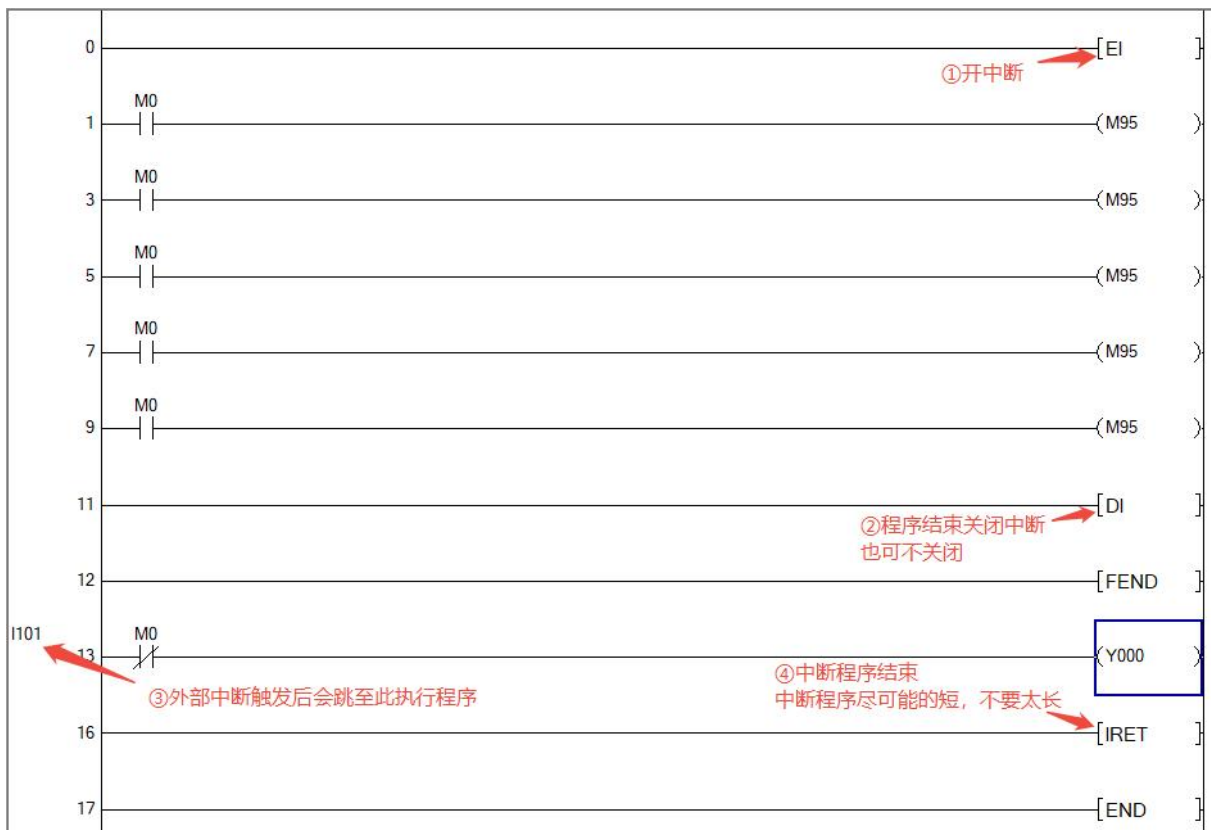 0 [EI ]
①开中断
M0
1 (M95 )
M0
3 (M95 )
M0
5 (M95 )
M0
7 (M95 )
M0
9 (M95 )
11 [DI ]
②程序结束关闭中断
也可不关闭
12 [FEND ]
I101 M0
13 (Y000 )
③外部中断触发后会跳至此执行程序
④中断程序结束
中断程序尽可能的短，不要太长
16 [IRET ]
17 [END ]